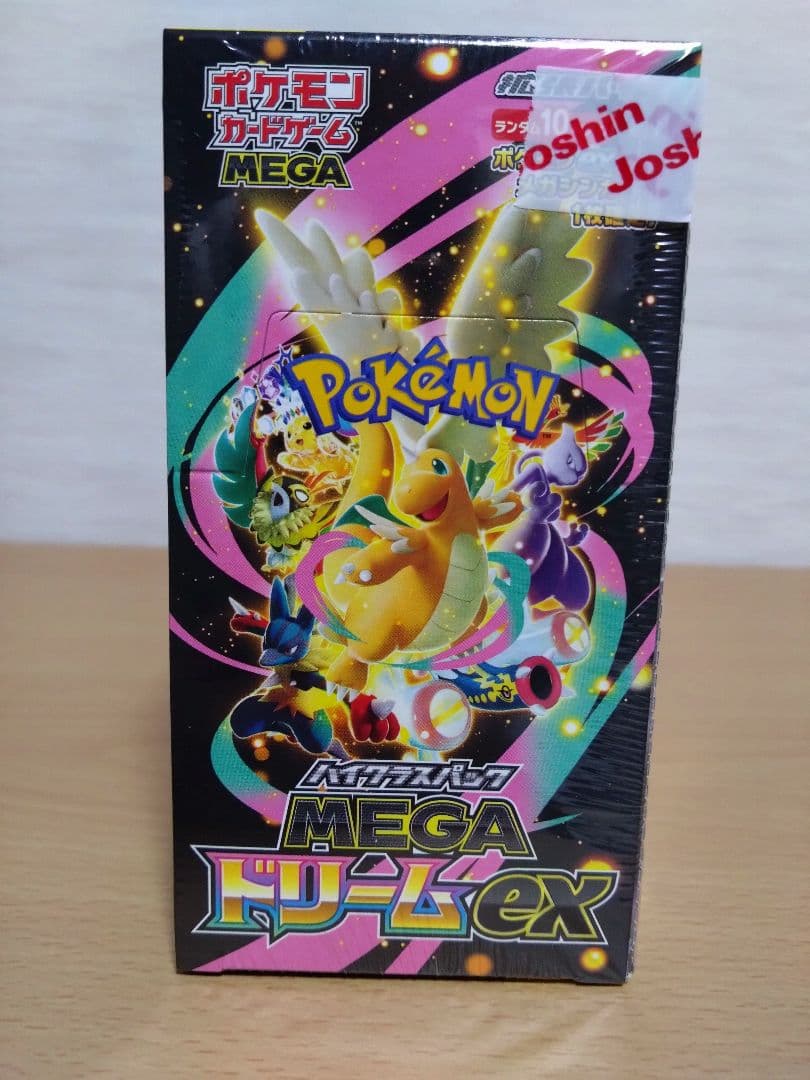 ポケモン
カードゲーム
MEGA
ランダム10
oshin
Josh
POKéMON
ハイクラスパック
MEGA
ドリームex